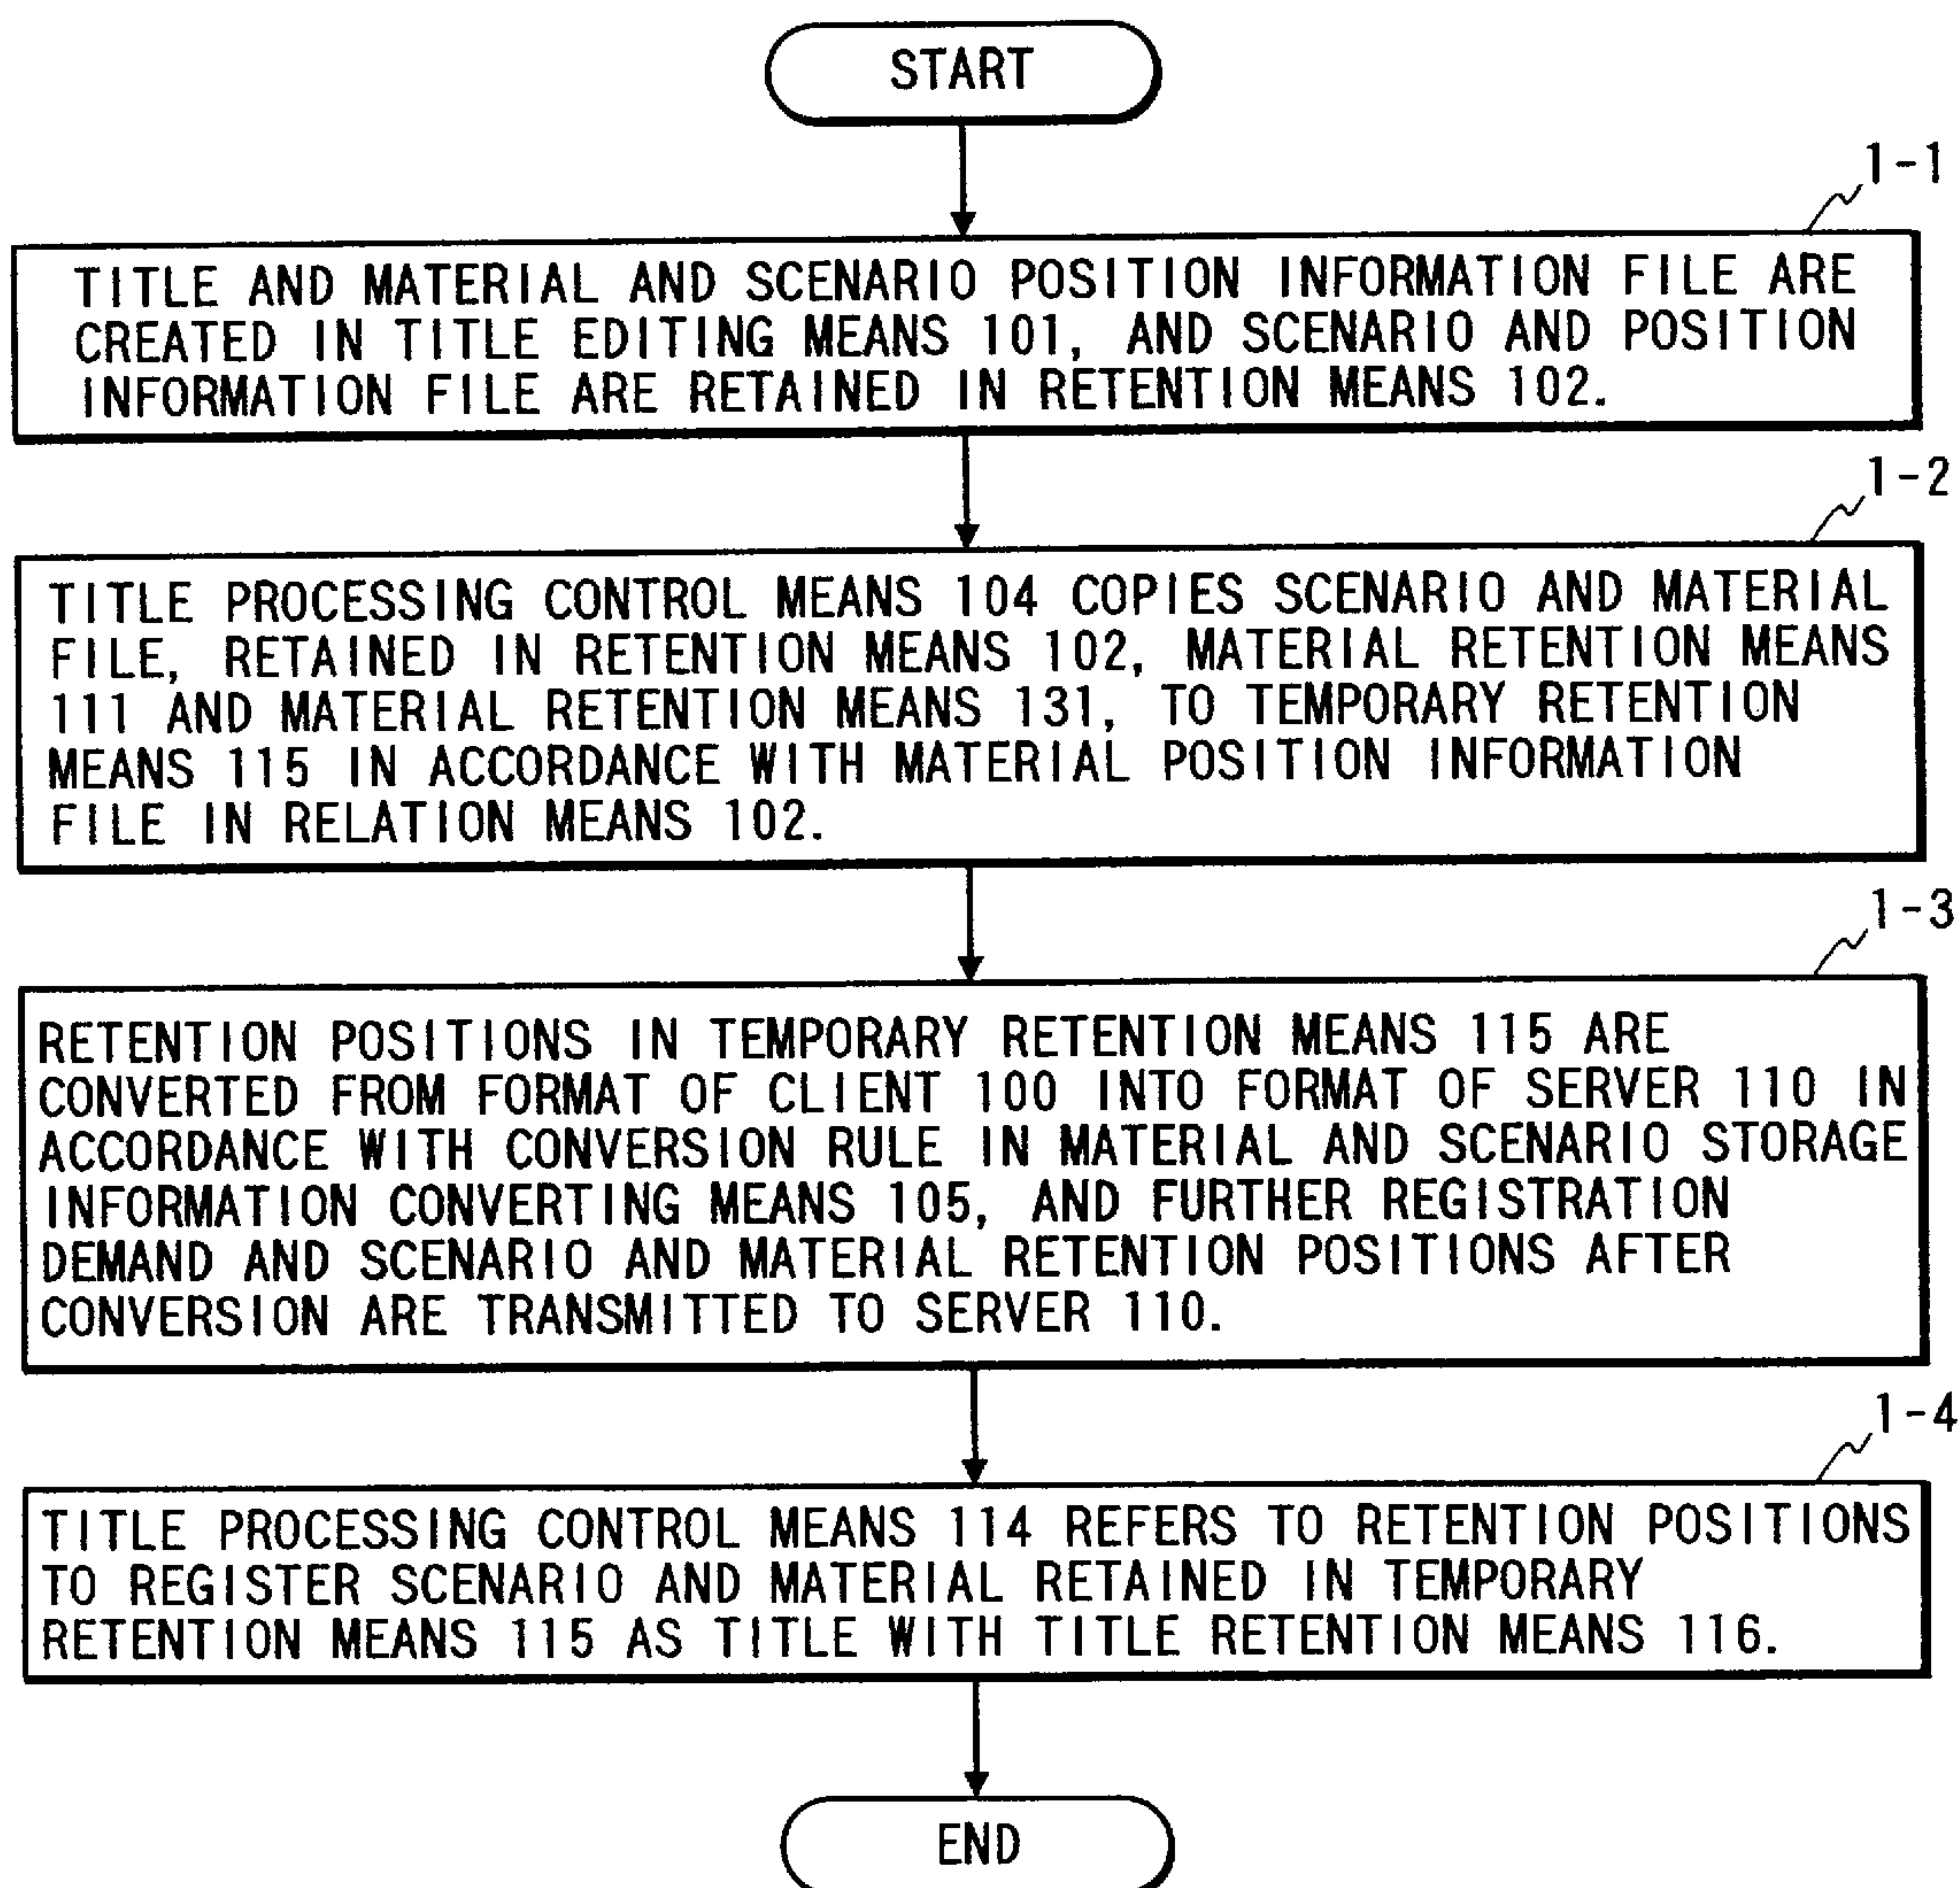 START
1-1
TITLE AND MATERIAL AND SCENARIO POSITION INFORMATION FILE ARE
CREATED IN TITLE EDITING MEANS 101, AND SCENARIO AND POSITION
INFORMATION FILE ARE RETAINED IN RETENTION MEANS 102.
1-2
TITLE PROCESSING CONTROL MEANS 104 COPIES SCENARIO AND MATERIAL
FILE, RETAINED IN RETENTION MEANS 102, MATERIAL RETENTION MEANS
111 AND MATERIAL RETENTION MEANS 131, TO TEMPORARY RETENTION
MEANS 115 IN ACCORDANCE WITH MATERIAL POSITION INFORMATION
FILE IN RELATION MEANS 102.
1-3
RETENTION POSITIONS IN TEMPORARY RETENTION MEANS 115 ARE
CONVERTED FROM FORMAT OF CLIENT 100 INTO FORMAT OF SERVER 110 IN
ACCORDANCE WITH CONVERSION RULE IN MATERIAL AND SCENARIO STORAGE
INFORMATION CONVERTING MEANS 105, AND FURTHER REGISTRATION
DEMAND AND SCENARIO AND MATERIAL RETENTION POSITIONS AFTER
CONVERSION ARE TRANSMITTED TO SERVER 110.
1-4
TITLE PROCESSING CONTROL MEANS 114 REFERS TO RETENTION POSITIONS
TO REGISTER SCENARIO AND MATERIAL RETAINED IN TEMPORARY
RETENTION MEANS 115 AS TITLE WITH TITLE RETENTION MEANS 116.
END